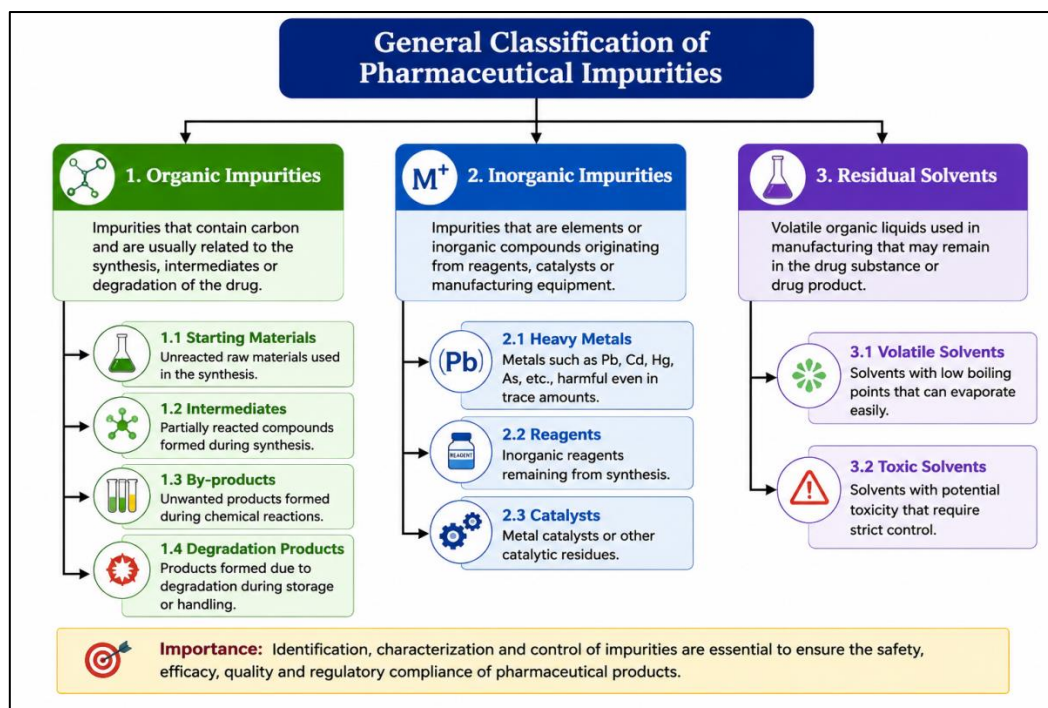 General Classification of
Pharmaceutical Impurities
1. Organic Impurities
Impurities that contain carbon
and are usually related to the
synthesis, intermediates or
degradation of the drug.
1.1 Starting Materials
Unreacted raw materials used
in the synthesis.
1.2 Intermediates
Partially reacted compounds
formed during synthesis.
1.3 By-products
Unwanted products formed
during chemical reactions.
1.4 Degradation Products
Products formed due to
degradation during storage
or handling.
M+
2. Inorganic Impurities
Impurities that are elements or
inorganic compounds originating
from reagents, catalysts or
manufacturing equipment.
(Pb)
2.1 Heavy Metals
Metals such as Pb, Cd, Hg,
As, etc., harmful even in
trace amounts.
REAGENT
2.2 Reagents
Inorganic reagents
remaining from synthesis.
2.3 Catalysts
Metal catalysts or other
catalytic residues.
3. Residual Solvents
Volatile organic liquids used in
manufacturing that may remain
in the drug substance or
drug product.
3.1 Volatile Solvents
Solvents with low boiling
points that can evaporate
easily.
3.2 Toxic Solvents
Solvents with potential
toxicity that require
strict control.
Importance: Identification, characterization and control of impurities are essential to ensure the safety,
efficacy, quality and regulatory compliance of pharmaceutical products.